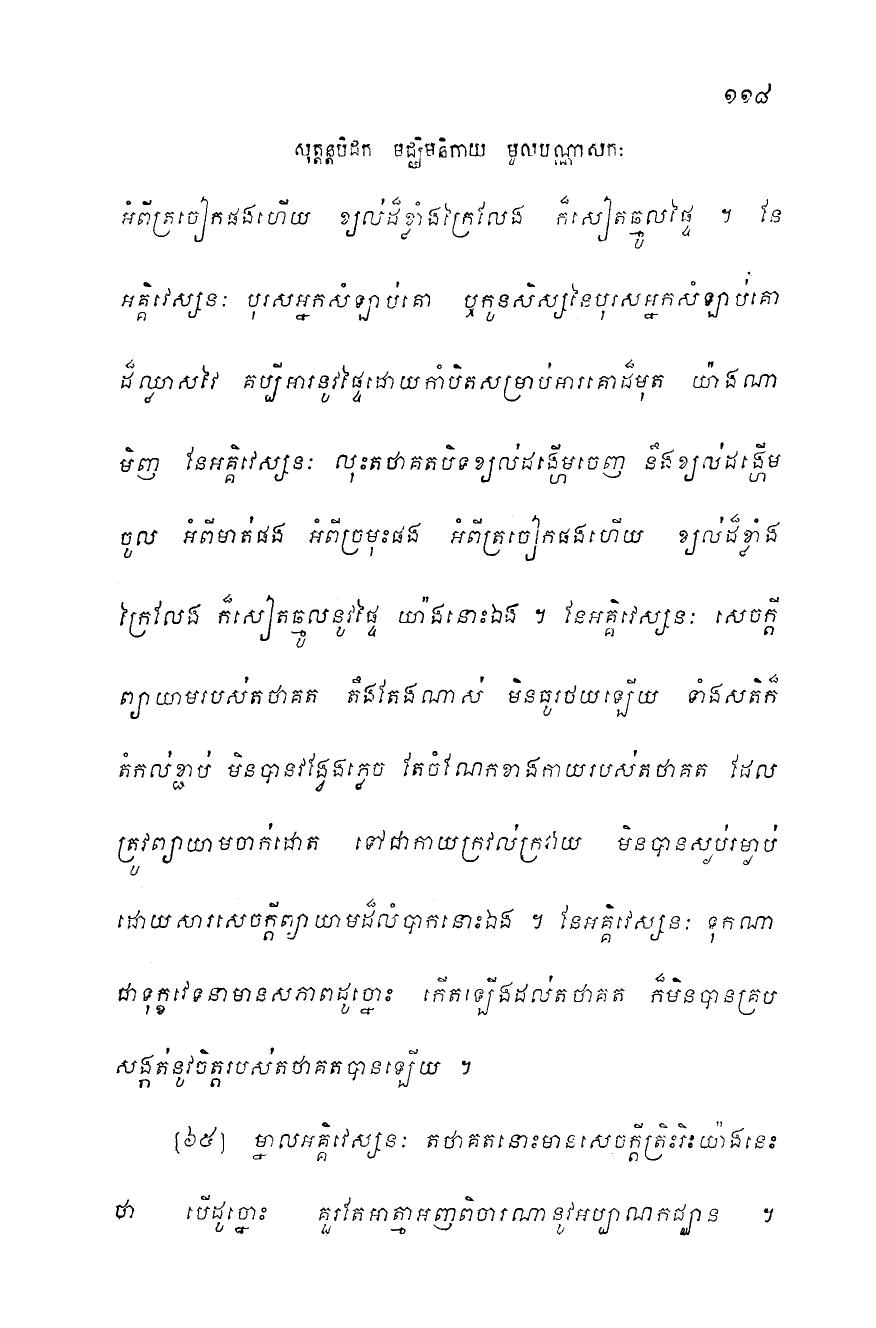 ១១៨
សុត្តន្តបិដក មជ្ឈិមនិកាយ មូលបណ្ណាសកៈ
អំពីត្រចៀកផងហើយ ខ្យល់ដ៏ខ្លាំងក្រៃលែង ក៏សៀតធ្មូលផ្ទៃ ។ នែ
អគ្គិវេស្សនៈ បុរសអ្នកសំឡាប់គោ ឬកូនសិស្សនៃបុរសអ្នកសំឡាប់គោ
ដ៏ឈ្លាសវៃ គប្បីអារនូវផ្ទៃដោយកាំបិតសម្រាប់អារគោដ៏មុត យ៉ាងណា
មិញ នែអគ្គិវេស្សនៈ លុះតថាគតបិទខ្យល់ដង្ហើមចេញ នឹងខ្យល់ដង្ហើម
ចូល អំពីមាត់ផង អំពីច្រមុះផង អំពីត្រចៀកផងហើយ ខ្យល់ដ៏ខ្លាំង
ក្រៃលែង ក៏សៀតធ្មូលនូវផ្ទៃ យ៉ាងនោះឯង ។ នែអគ្គិវេស្សនៈ សេចក្តី
ព្យាយាមរបស់តថាគត តឹងតែងណាស់ មិនធូរថយឡើយ ទាំងសតិក៏
តំកល់ខ្ជាប់ មិនបានវង្វែងភ្លេច តែចំណែកខាងកាយរបស់តថាគត ដែល
ត្រូវព្យាយាមចាក់ដោត ទៅជាកាយក្រវល់ក្រវាយ មិនបានស្ងប់រម្ងាប់
ដោយសារសេចក្តីព្យាយាមដ៏លំបាកនោះឯង ។ នែអគ្គិវេស្សនៈ ទុកណា
ជាទុក្ខវេទនាមានសភាពដូច្នោះ កើតឡើងដល់តថាគត ក៏មិនបានគ្រប
សង្កត់នូវចិត្តរបស់តថាគតបានឡើយ ។
[៦៥] ម្នាលអគ្គិវេស្សនៈ តថាគតនោះមានសេចក្តីត្រិះរិះយ៉ាងនេះ
ថា បើដូច្នោះ គួរតែអាត្មាអញពិចារណានូវអប្បាណកជ្ឈាន ។